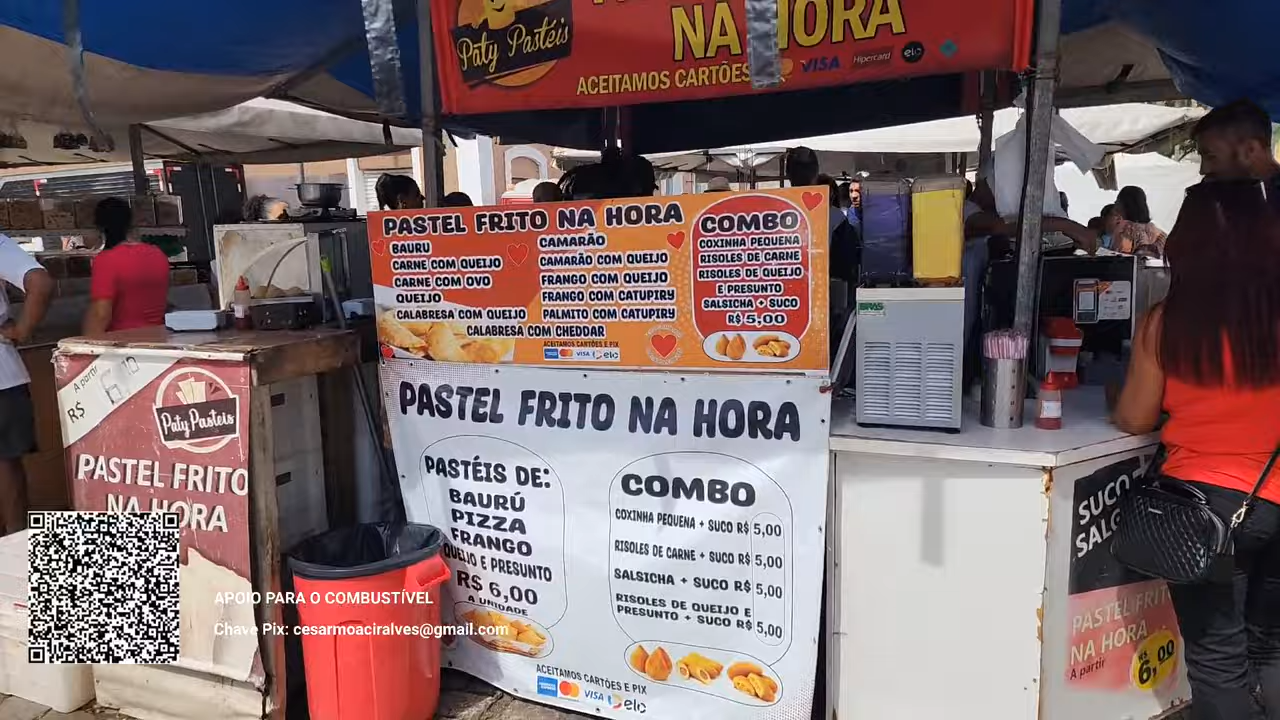 Paty Pastéis
NA HORA
ACEITAMOS CARTÕES
VISA
Hipercard
elo
PASTEL FRITO NA HORA
BAURU
CARNE COM QUEIJO
CARNE COM OVO
QUEIJO
CALABRESA COM QUEIJO
CAMARÃO
CAMARÃO COM QUEIJO
FRANGO COM QUEIJO
FRANGO COM CATUPIRY
PALMITO COM CATUPIRY
CALABRESA COM CHEDDAR
ACEITAMOS CARTÕES E PIX
VISA
elo
COMBO
COXINHA PEQUENA
RISOLES DE CARNE
RISOLES DE QUEIJO
E PRESUNTO
SALSICHA + SUCO
R$ 5,00
BRAS
A partir
R$
Paty Pasteis
PASTEL FRITO
NA HORA
PASTEL FRITO NA HORA
PASTÉIS DE:
BAURÚ
PIZZA
FRANGO
QUEIJO E PRESUNTO
R$ 6,00
A UNIDADE
COMBO
COXINHA PEQUENA + SUCO R$ 5,00
RISOLES DE CARNE + SUCO R$ 5,00
SALSICHA + SUCO R$ 5,00
RISOLES DE QUEIJO E
PRESUNTO + SUCO R$ 5,00
ACEITAMOS CARTÕES E PIX
VISA
elo
SUCO
SALG
PASTEL FRIT
NA HORA
A partir
R$
6,00
APOIO PARA O COMBUSTÍVEL
Chave Pix: cesarmoaciralves@gmail.com